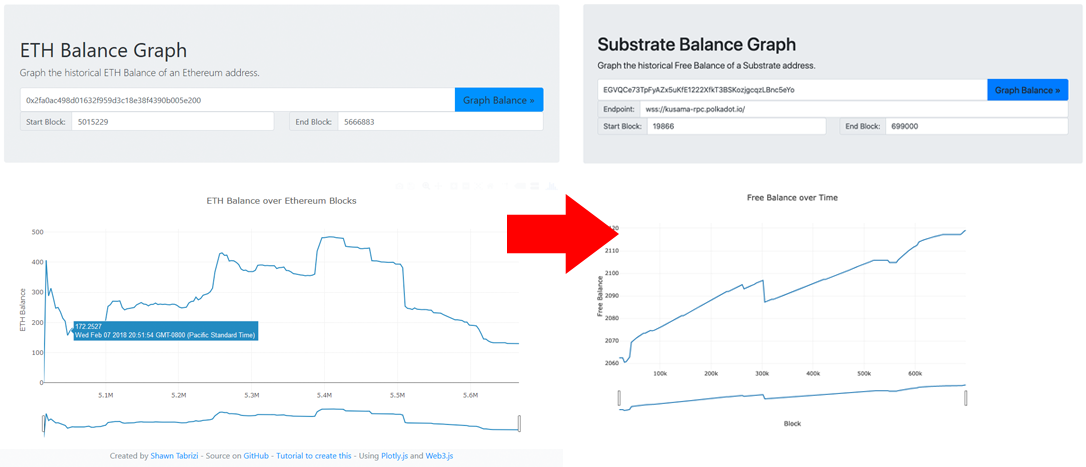 ETH Balance Graph
Graph the historical ETH Balance of an Ethereum address.
0x2fa0ac498d01632f959d3c18e38f4390b005e200
Graph Balance »
Start Block:
5015229
End Block:
5666883
ETH Balance over Ethereum Blocks
ETH Balance
500
400
300
200
100
0
172.2527
Wed Feb 07 2018 20:51:54 GMT-0800 (Pacific Standard Time)
5.1M
5.2M
5.3M
5.4M
5.5M
5.6M
Created by Shawn Tabrizi - Source on GitHub - Tutorial to create this - Using Plotly.js and Web3.js
Substrate Balance Graph
Graph the historical Free Balance of a Substrate address.
EGVQCe73TpFyAZx5uKfE1222XfkT3BSKozjgcqzLBnc5eYo
Graph Balance »
Endpoint:
wss://kusama-rpc.polkadot.io/
Start Block:
19866
End Block:
699000
Free Balance over Time
Free Balance
2110
2100
2090
2080
2070
2060
100k
200k
300k
400k
500k
600k
Block